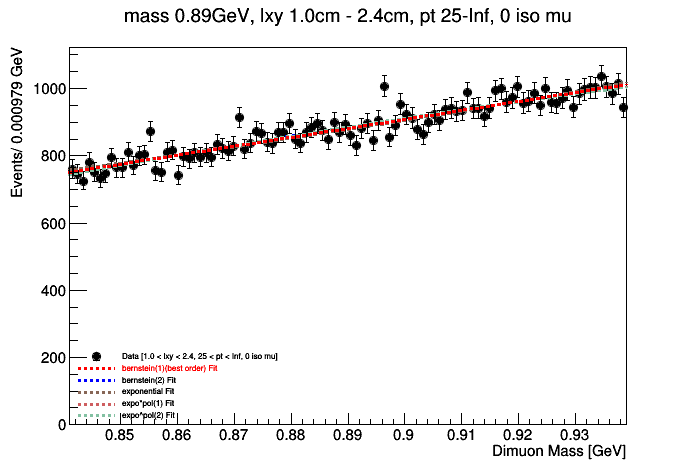 mass 0.89GeV, lxy 1.0cm - 2.4cm, pt 25-Inf, 0 iso mu
Events/ 0.000979 GeV
1000
800
600
400
200
0
Data [1.0 < lxy < 2.4, 25 < pt < Inf, 0 iso mu]
bernstein(1)(best order) Fit
bernstein(2) Fit
exponential Fit
expo*pol(1) Fit
expo*pol(2) Fit
0.85 0.86 0.87 0.88 0.89 0.9 0.91 0.92 0.93
Dimuon Mass [GeV]